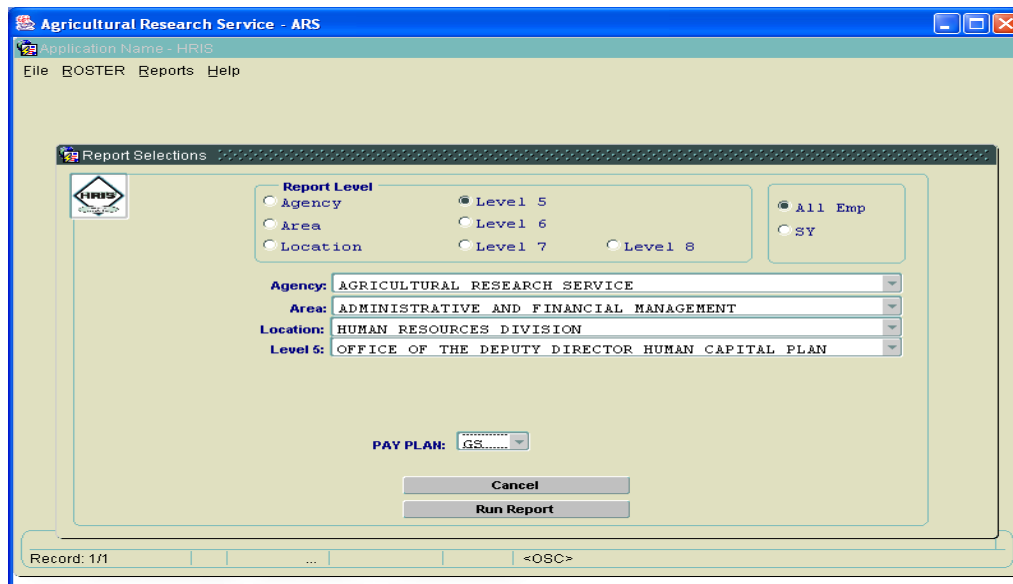 Agricultural Research Service - ARS
Application Name - HRIS
File ROSTER Reports Help
Report Selections
HRIS
Report Level
Agency Level 5
Area Level 6
Location Level 7 Level 8
All Emp
SY
Agency: AGRICULTURAL RESEARCH SERVICE
Area: ADMINISTRATIVE AND FINANCIAL MANAGEMENT
Location: HUMAN RESOURCES DIVISION
Level 5: OFFICE OF THE DEPUTY DIRECTOR HUMAN CAPITAL PLAN
PAY PLAN: GS
Cancel
Run Report
Record: 1/1 ... <OSC>